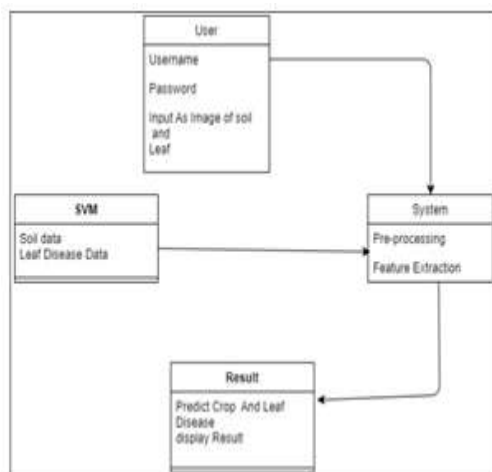 User
Username
Password
Input As Image of soil
and
Leaf
SVM
Soil data
Leaf Disease Data
System
Pre-processing
Feature Extraction
Result
Predict Crop And Leaf
Disease
display Result